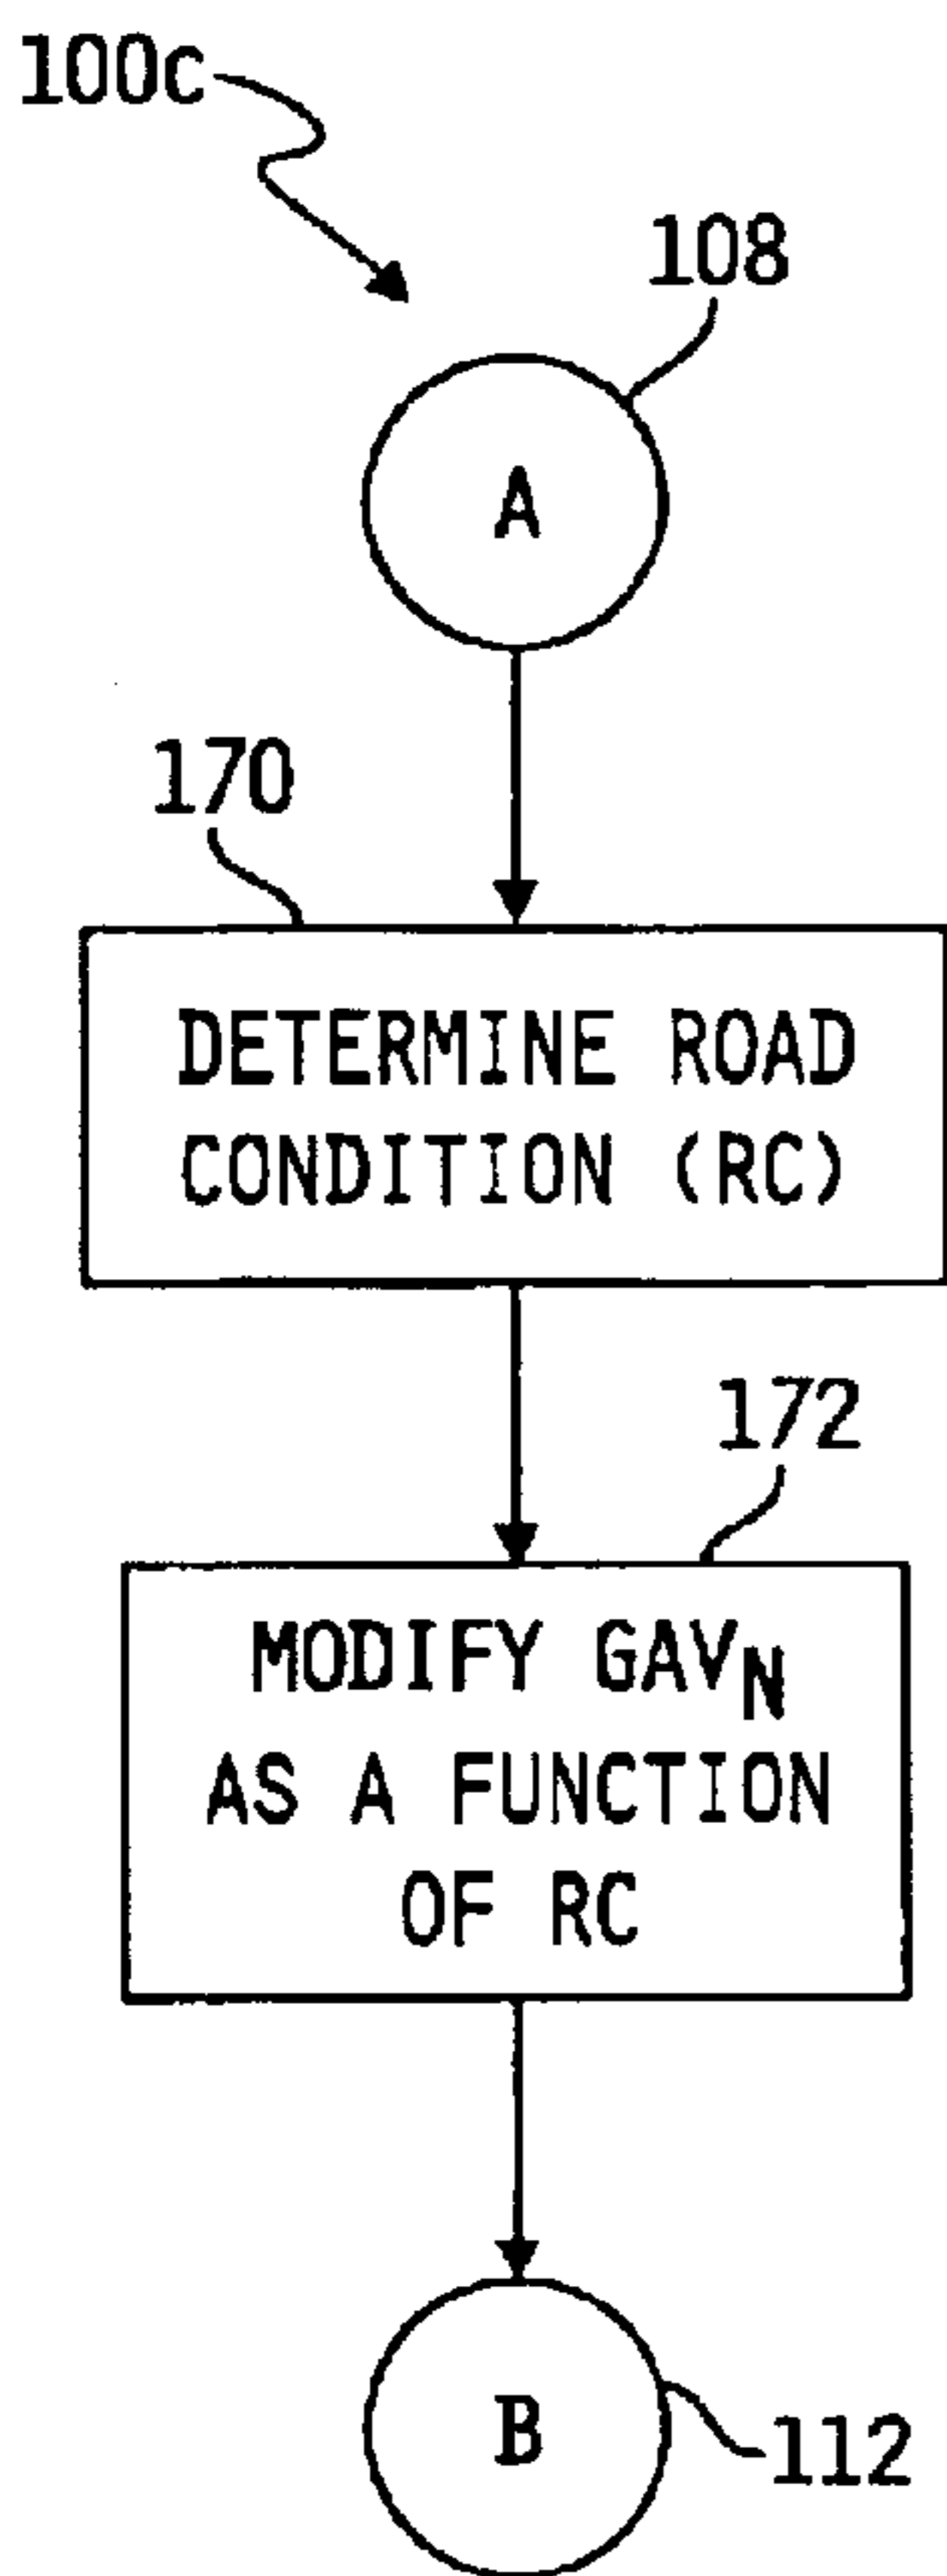 100C
108
A
170
DETERMINE ROAD
CONDITION (RC)
172
MODIFY GAVN
AS A FUNCTION
OF RC
B
112